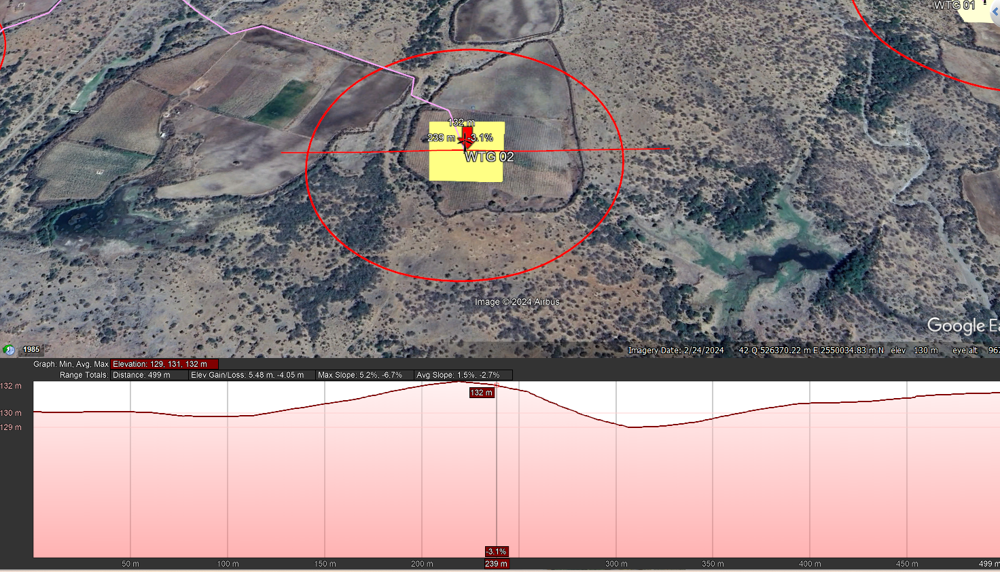 WTG 01
132 m
239 m -3.1%
WTG 02
Image © 2024 Airbus
Google Ea
1985
Imagery Date: 2/24/2024 42 Q 526370.22 m E 2550034.83 m N elev 130 m eye alt 967
Graph: Min, Avg, Max Elevation: 129, 131, 132 m
Range Totals: Distance: 499 m Elev Gain/Loss: 5.48 m, -4.05 m Max Slope: 5.2%, -6.7% Avg Slope: 1.5%, -2.7%
132 m
132 m
130 m
129 m
-3.1%
50 m 100 m 150 m 200 m 239 m 300 m 350 m 400 m 450 m 499 m